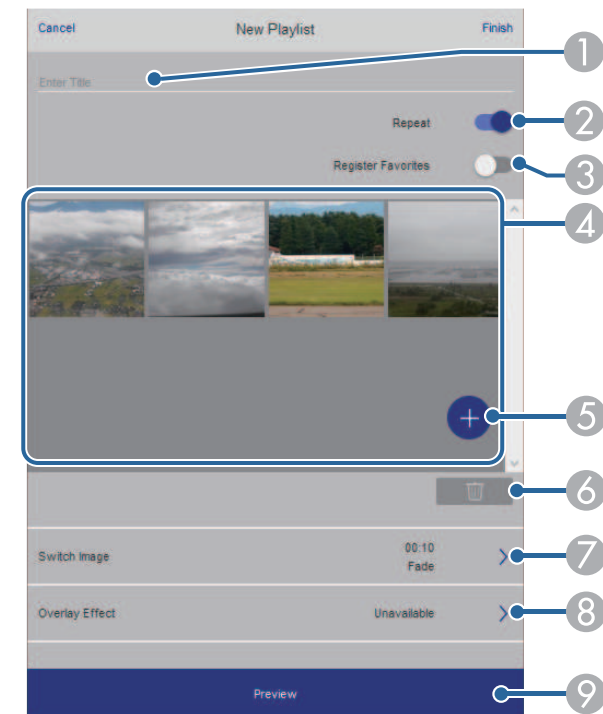 Cancel New Playlist Finish
1
Enter Title
Repeat 2
Register Favorites 3
4
5
6
Switch Image 00:10 Fade 7
Overlay Effect Unavailable 8
Preview 9